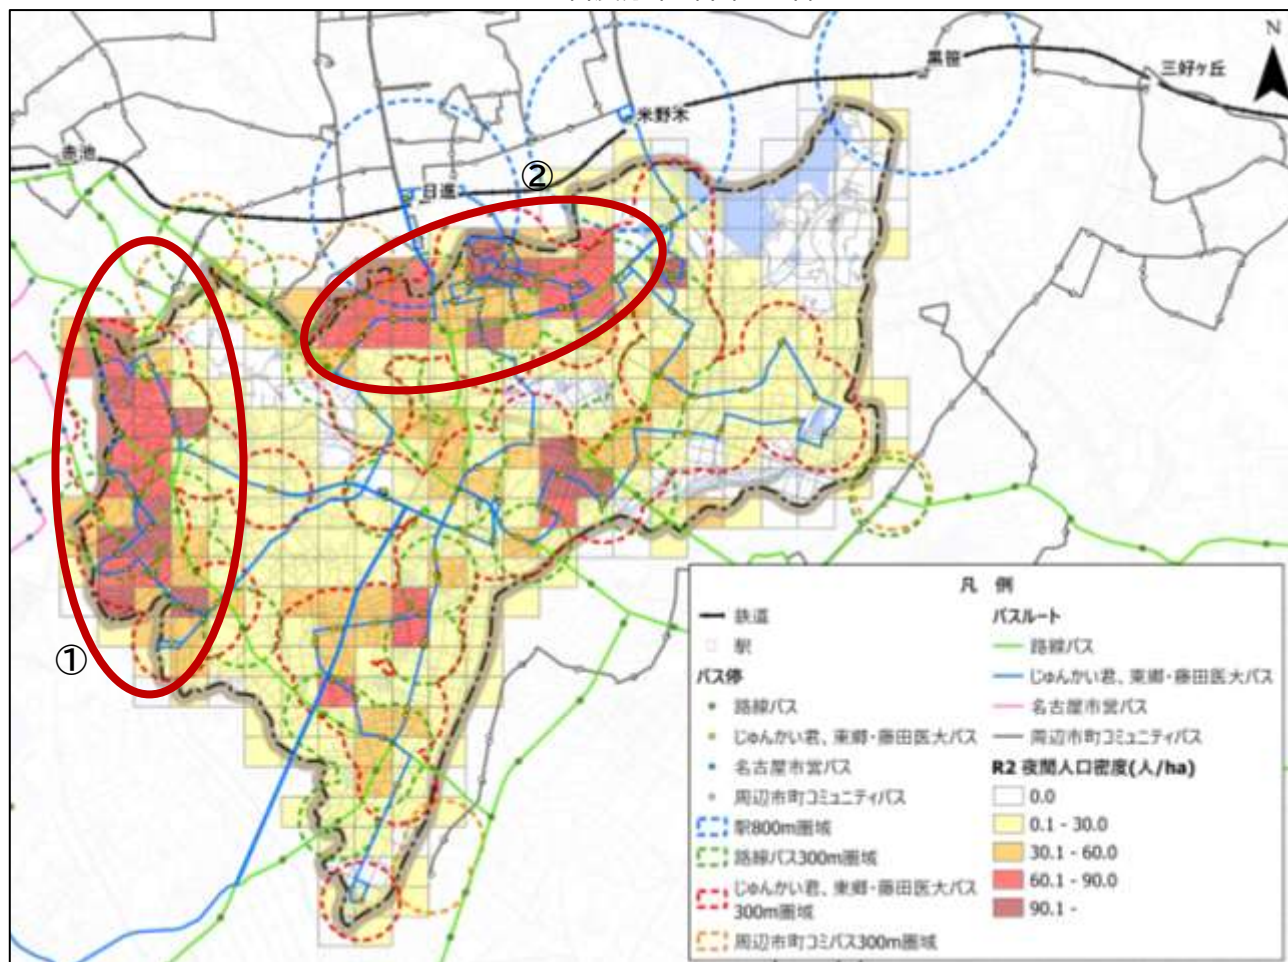 N
黒笹
三好ヶ丘
米野木
赤池
②
日進
①
凡 例
鉄道
駅
バス停
路線バス
じゅんかい君、東郷・藤田医大バス
名古屋市営バス
周辺市町コミュニティバス
駅800m圏域
路線バス300m圏域
じゅんかい君、東郷・藤田医大バス
300m圏域
周辺市町コミバス300m圏域
バスルート
路線バス
じゅんかい君、東郷・藤田医大バス
名古屋市営バス
周辺市町コミュニティバス
R2 夜間人口密度(人/ha)
0.0
0.1 - 30.0
30.1 - 60.0
60.1 - 90.0
90.1 -